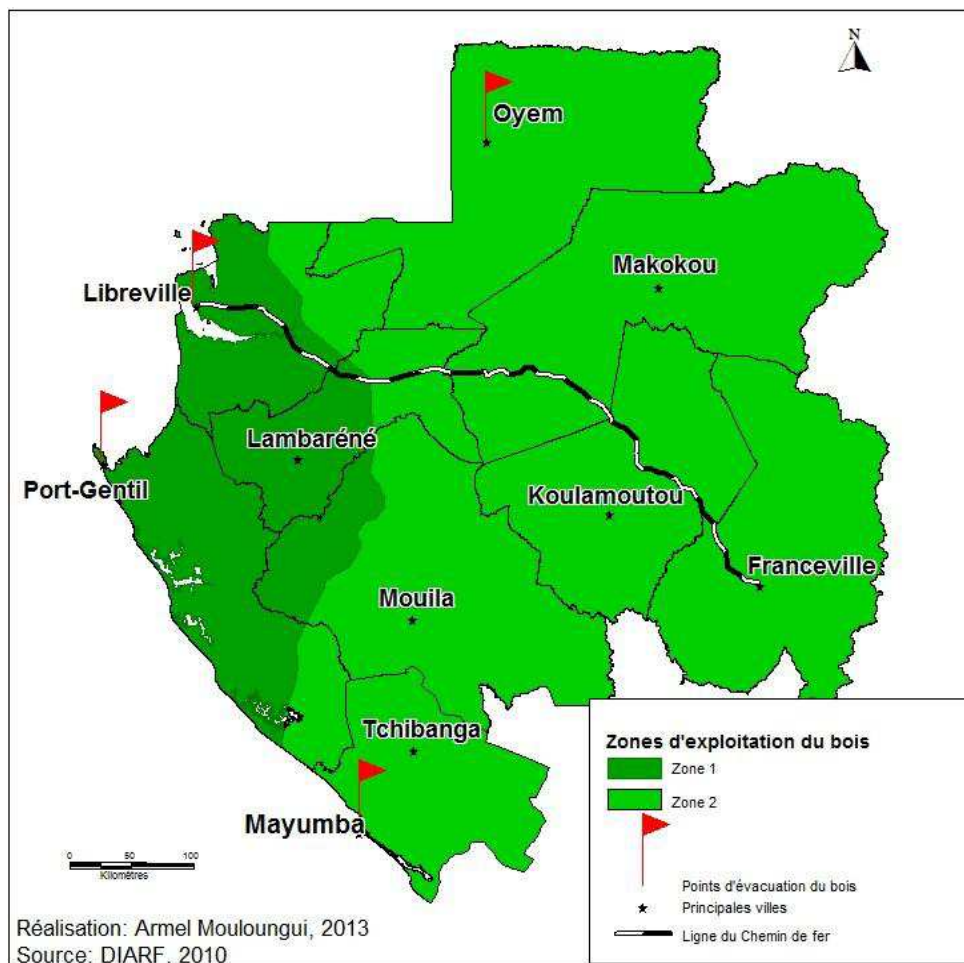 N
Oyem
Makokou
Libreville
Lambaréné
Port-Gentil
Koulamoutou
Franceville
Mouila
Tchibanga
Mayumba
Zones d'exploitation du bois
Zone 1
Zone 2
Points d'évacuation du bois
Principales villes
Ligne du Chemin de fer
0 50 100
Kilomètres
Réalisation: Armel Mouloungui, 2013
Source: DIARF, 2010